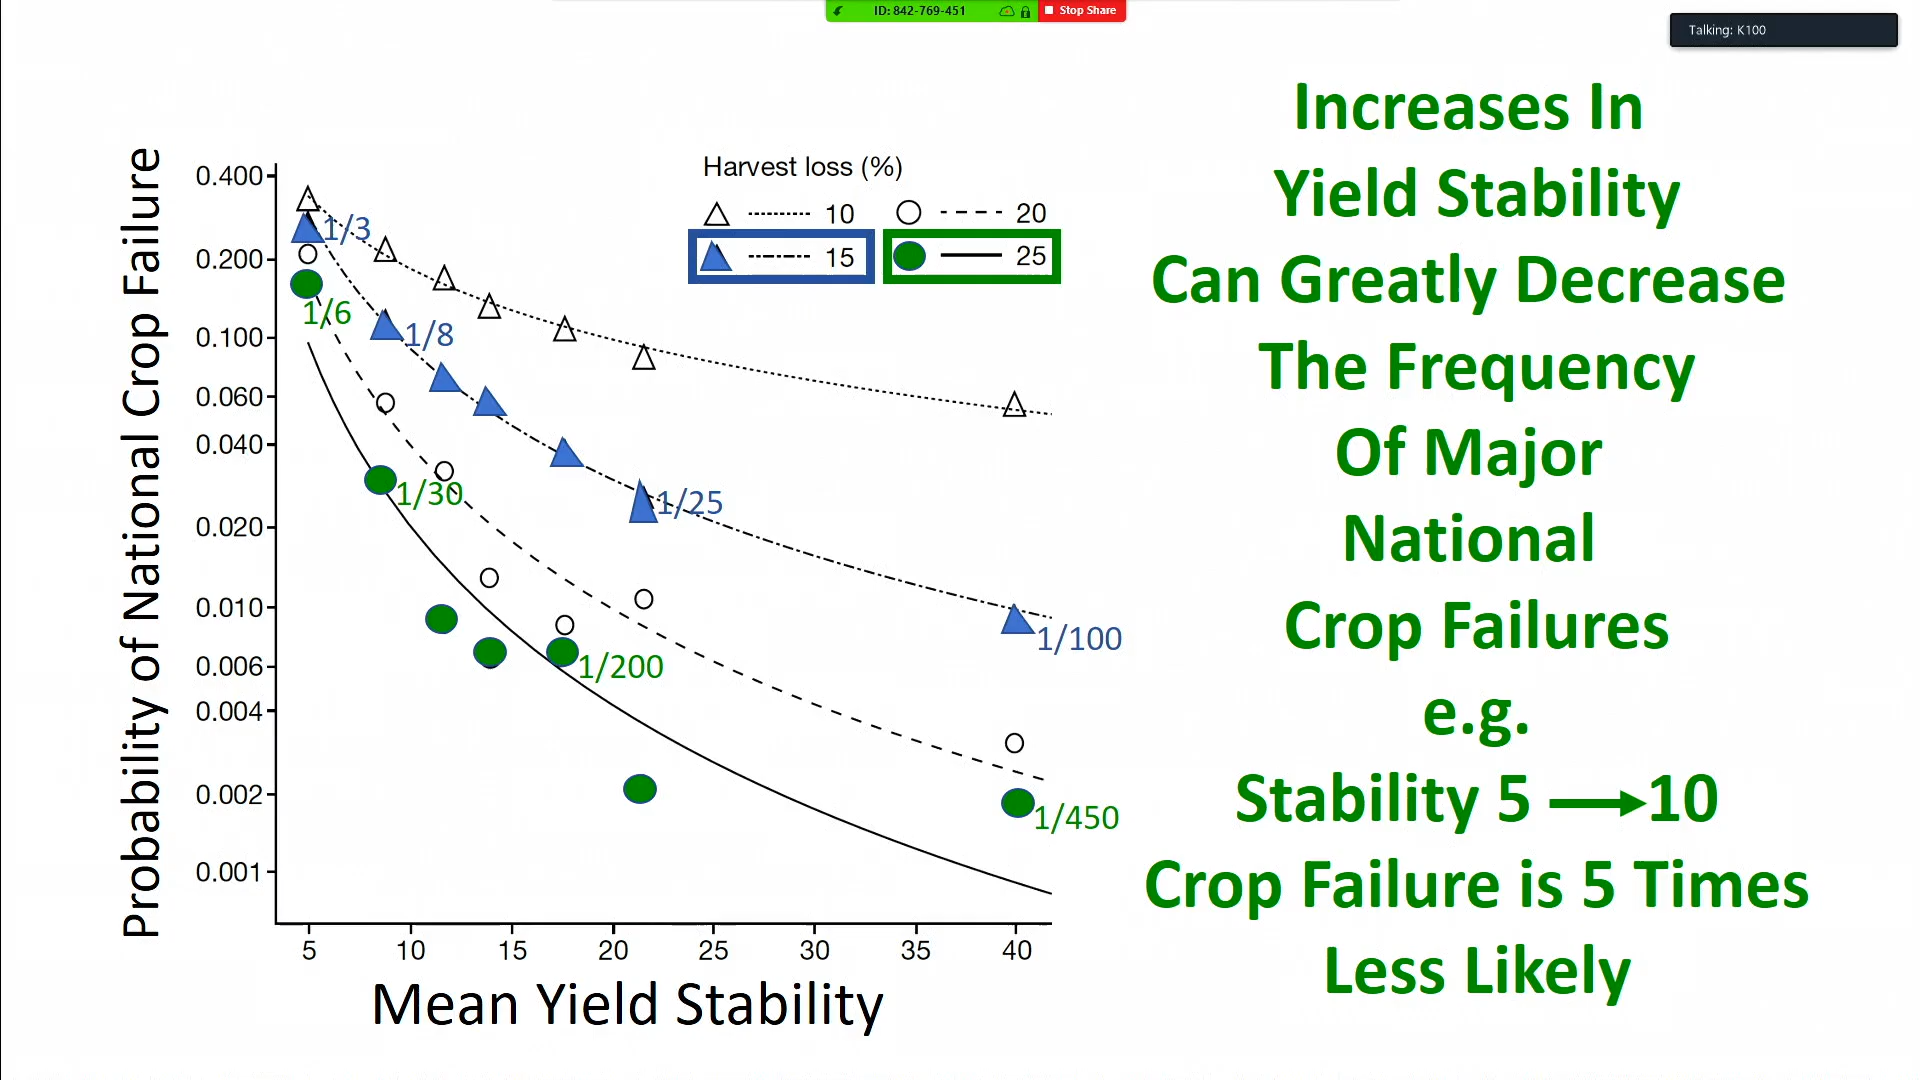 ID: 842-769-451
Stop Share
Talking: K100
Increases In
Yield Stability
Can Greatly Decrease
The Frequency
Of Major
National
Crop Failures
e.g.
Stability 5 → 10
Crop Failure is 5 Times
Less Likely
Probability of National Crop Failure
Harvest loss (%)
10
20
15
25
0.400
0.200
0.100
0.060
0.040
0.020
0.010
0.006
0.004
0.002
0.001
1/3
1/6
1/8
1/30
1/25
1/200
1/100
1/450
5 10 15 20 25 30 35 40
Mean Yield Stability